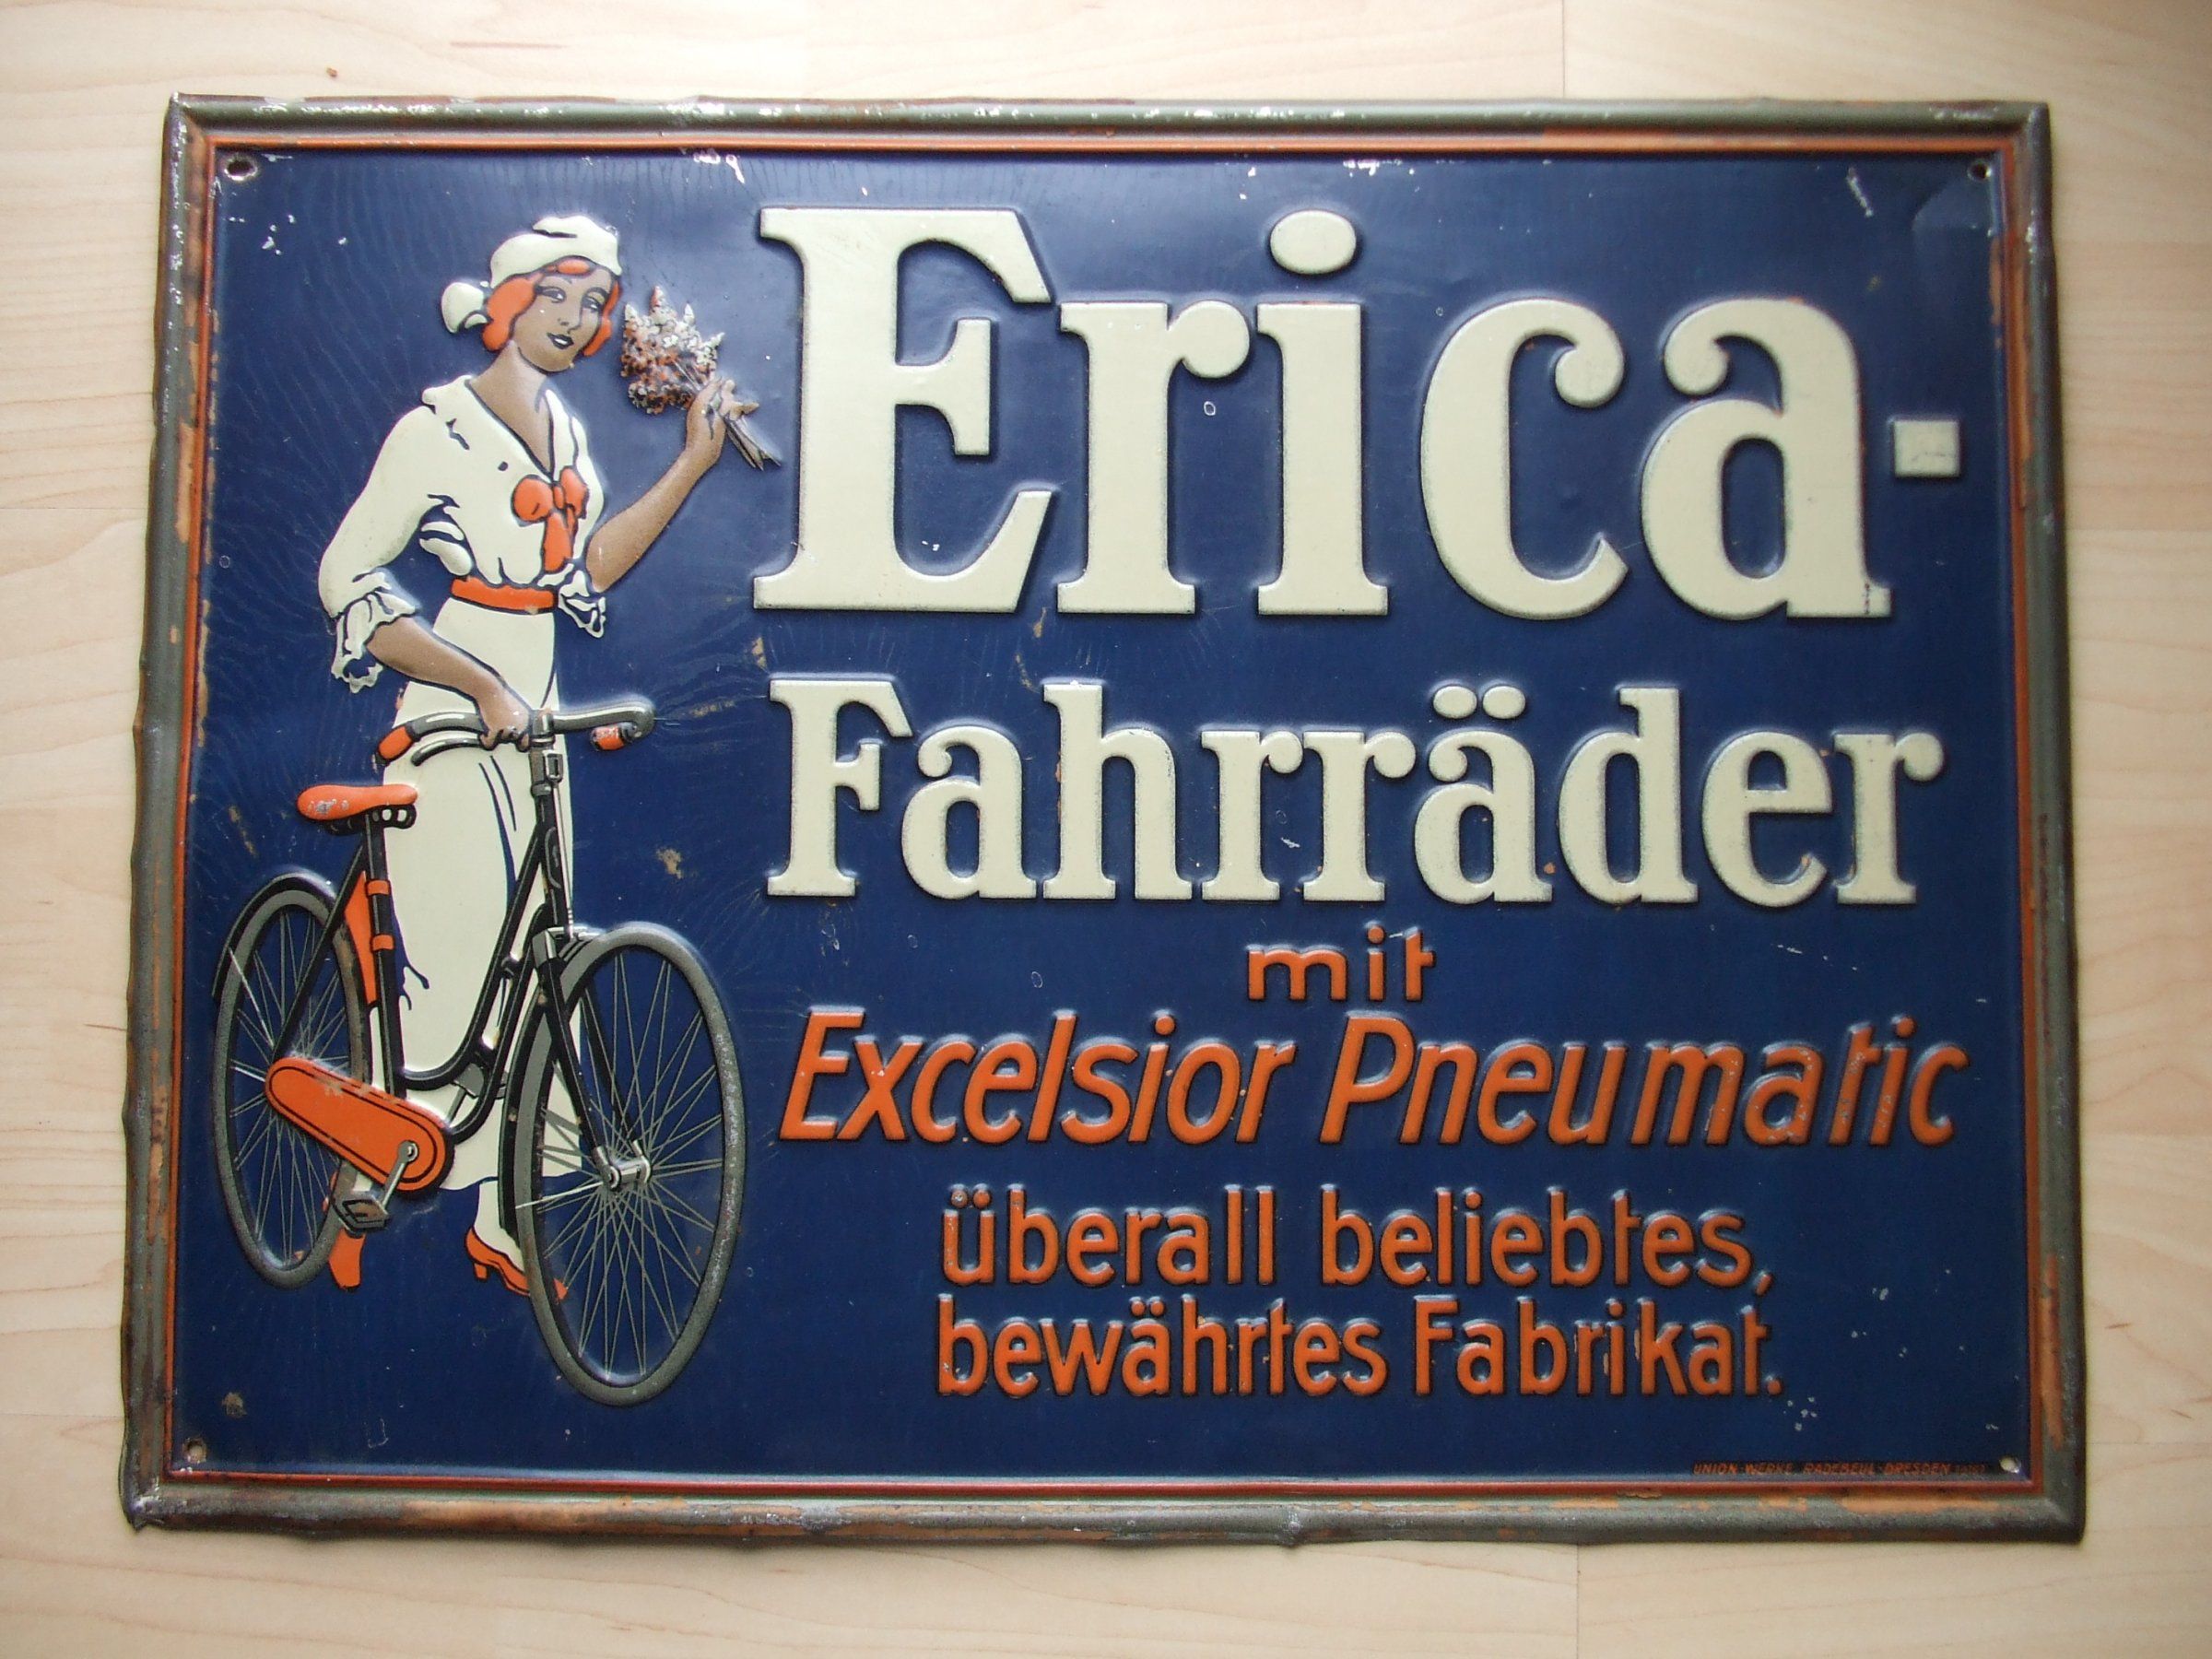 Erica-
Fahrräder
mit
Excelsior Pneumatic
überall beliebtes,
bewährtes Fabrikat.
UNION-WERKE RADEBEUL-DRESDEN